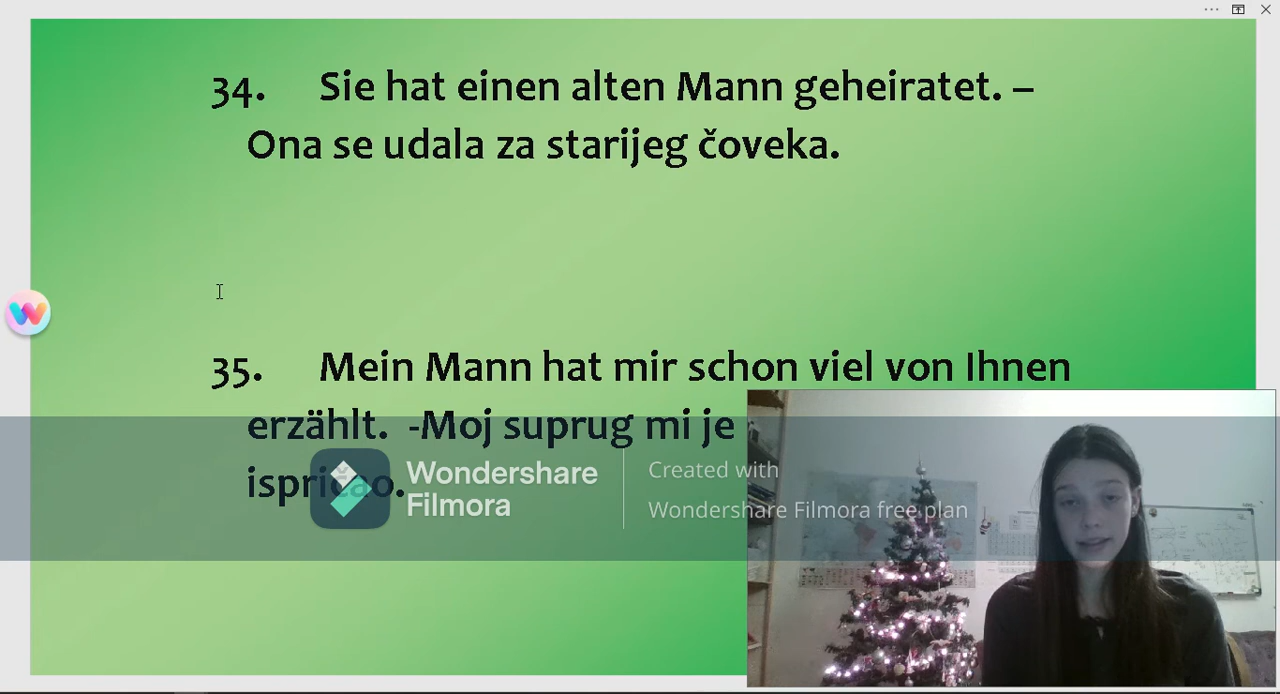 34. Sie hat einen alten Mann geheiratet. –
Ona se udala za starijeg čoveka.
35. Mein Mann hat mir schon viel von Ihnen
erzählt. -Moj suprug mi je
ispričao.
Wondershare
Filmora
Created with
Wondershare Filmora free plan